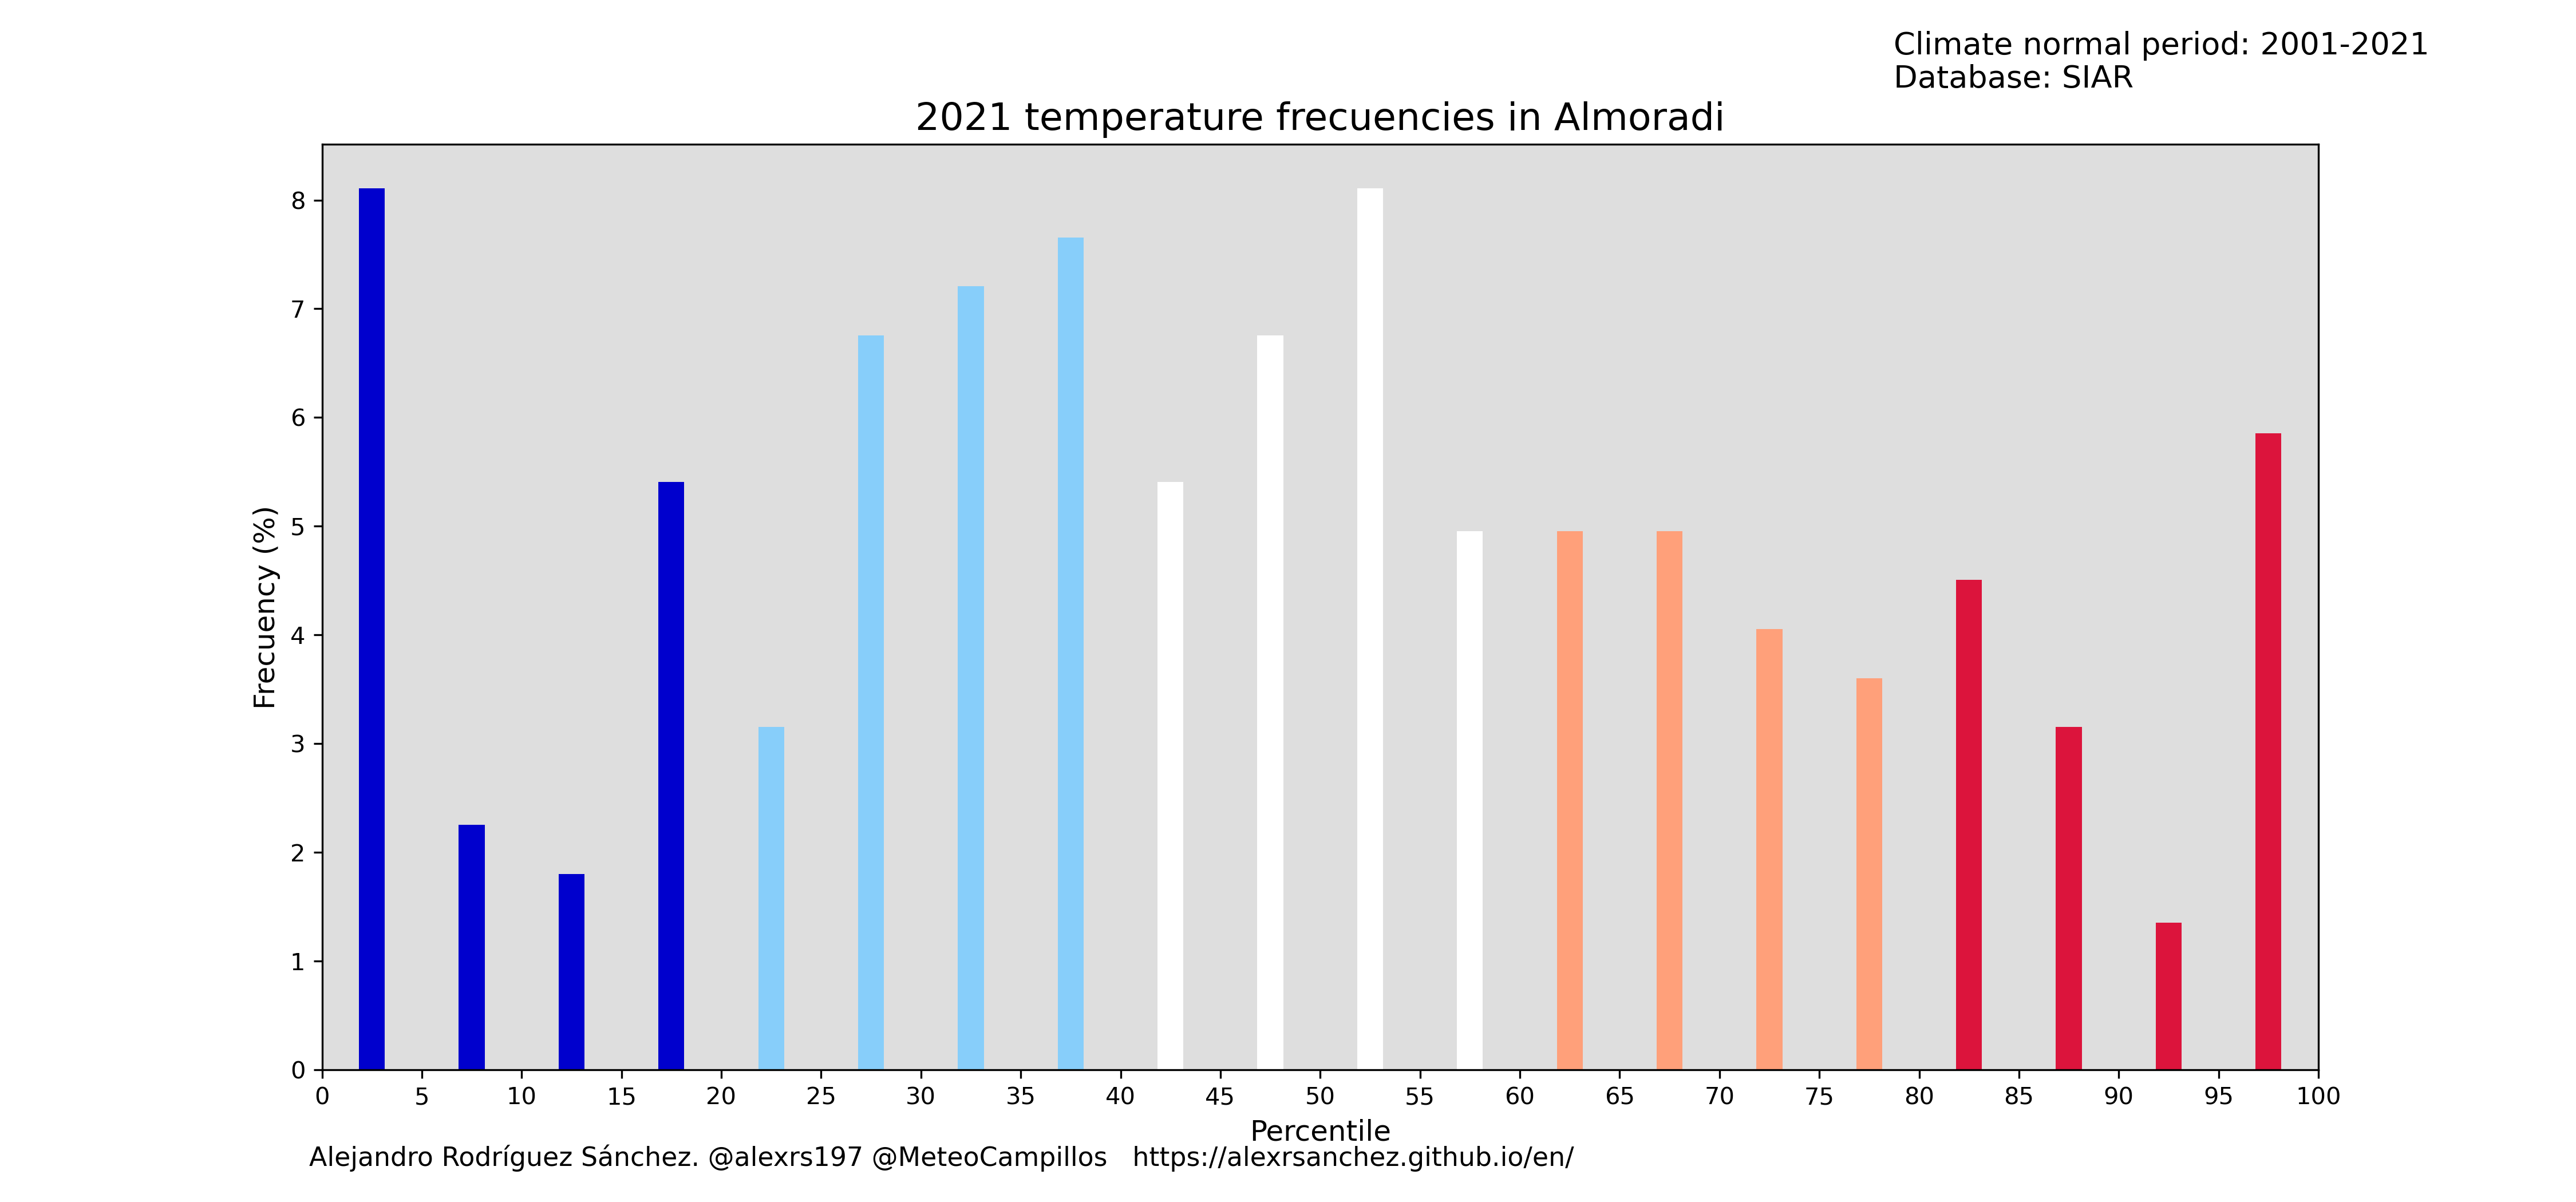 Climate normal period: 2001-2021
Database: SIAR
2021 temperature frecuencies in Almoradi
Frecuency (%)
8
7
6
5
4
3
2
1
0
0 5 10 15 20 25 30 35 40 45 50 55 60 65 70 75 80 85 90 95 100
Percentile
Alejandro Rodríguez Sánchez. @alexrs197 @MeteoCampillos https://alexrsanchez.github.io/en/